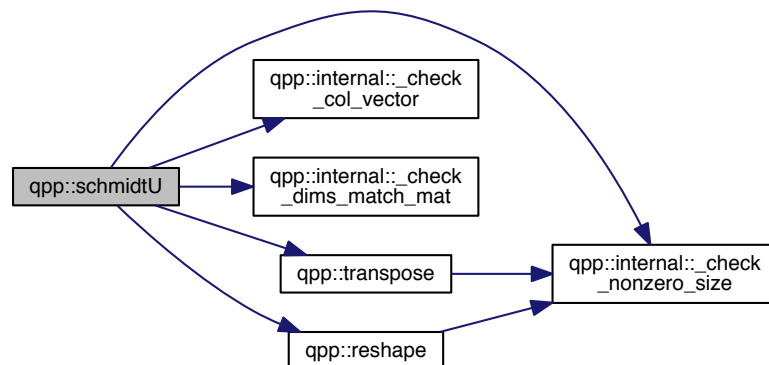 qpp::internal::_check
_col_vector
qpp::schmidtU
qpp::internal::_check
_dims_match_mat
qpp::transpose
qpp::internal::_check
_nonzero_size
qpp::reshape